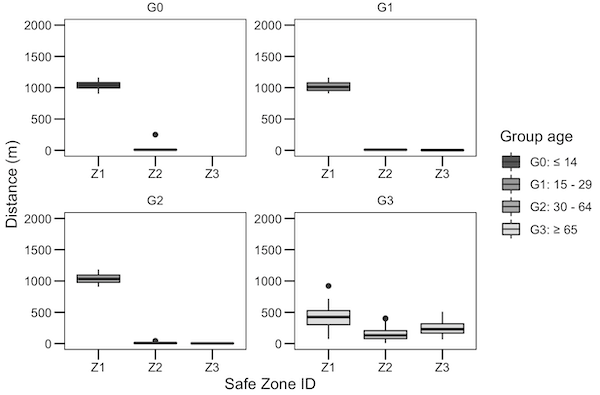 G0
G1
2000
1500
1000
500
0
Z1
Z2
Z3
2000
1500
1000
500
0
Z1
Z2
Z3
Distance (m)
G2
G3
2000
1500
1000
500
0
Z1
Z2
Z3
2000
1500
1000
500
0
Z1
Z2
Z3
Safe Zone ID
Group age
G0: ≤ 14
G1: 15 - 29
G2: 30 - 64
G3: ≥ 65